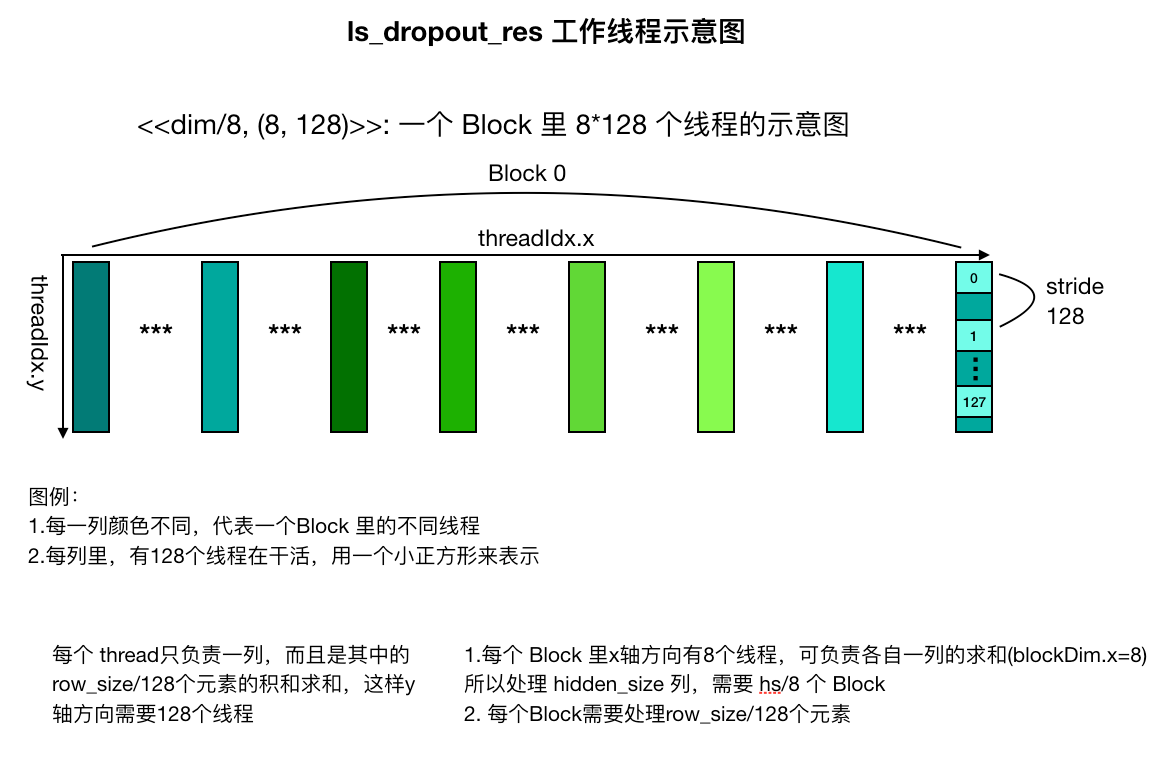 ls_dropout_res 工作线程示意图
<<dim/8, (8, 128)>>: 一个 Block 里 8*128 个线程的示意图
Block 0
threadIdx.x
threadIdx.y
*** *** *** *** *** *** ***
0
1
127
stride
128
图例：
1.每一列颜色不同，代表一个Block 里的不同线程
2.每列里，有128个线程在干活，用一个小正方形来表示
每个 thread只负责一列，而且是其中的
row_size/128个元素的积和求和，这样y
轴方向需要128个线程
1.每个 Block 里x轴方向有8个线程，可负责各自一列的求和(blockDim.x=8)
所以处理 hidden_size 列，需要 hs/8 个 Block
2. 每个Block需要处理row_size/128个元素